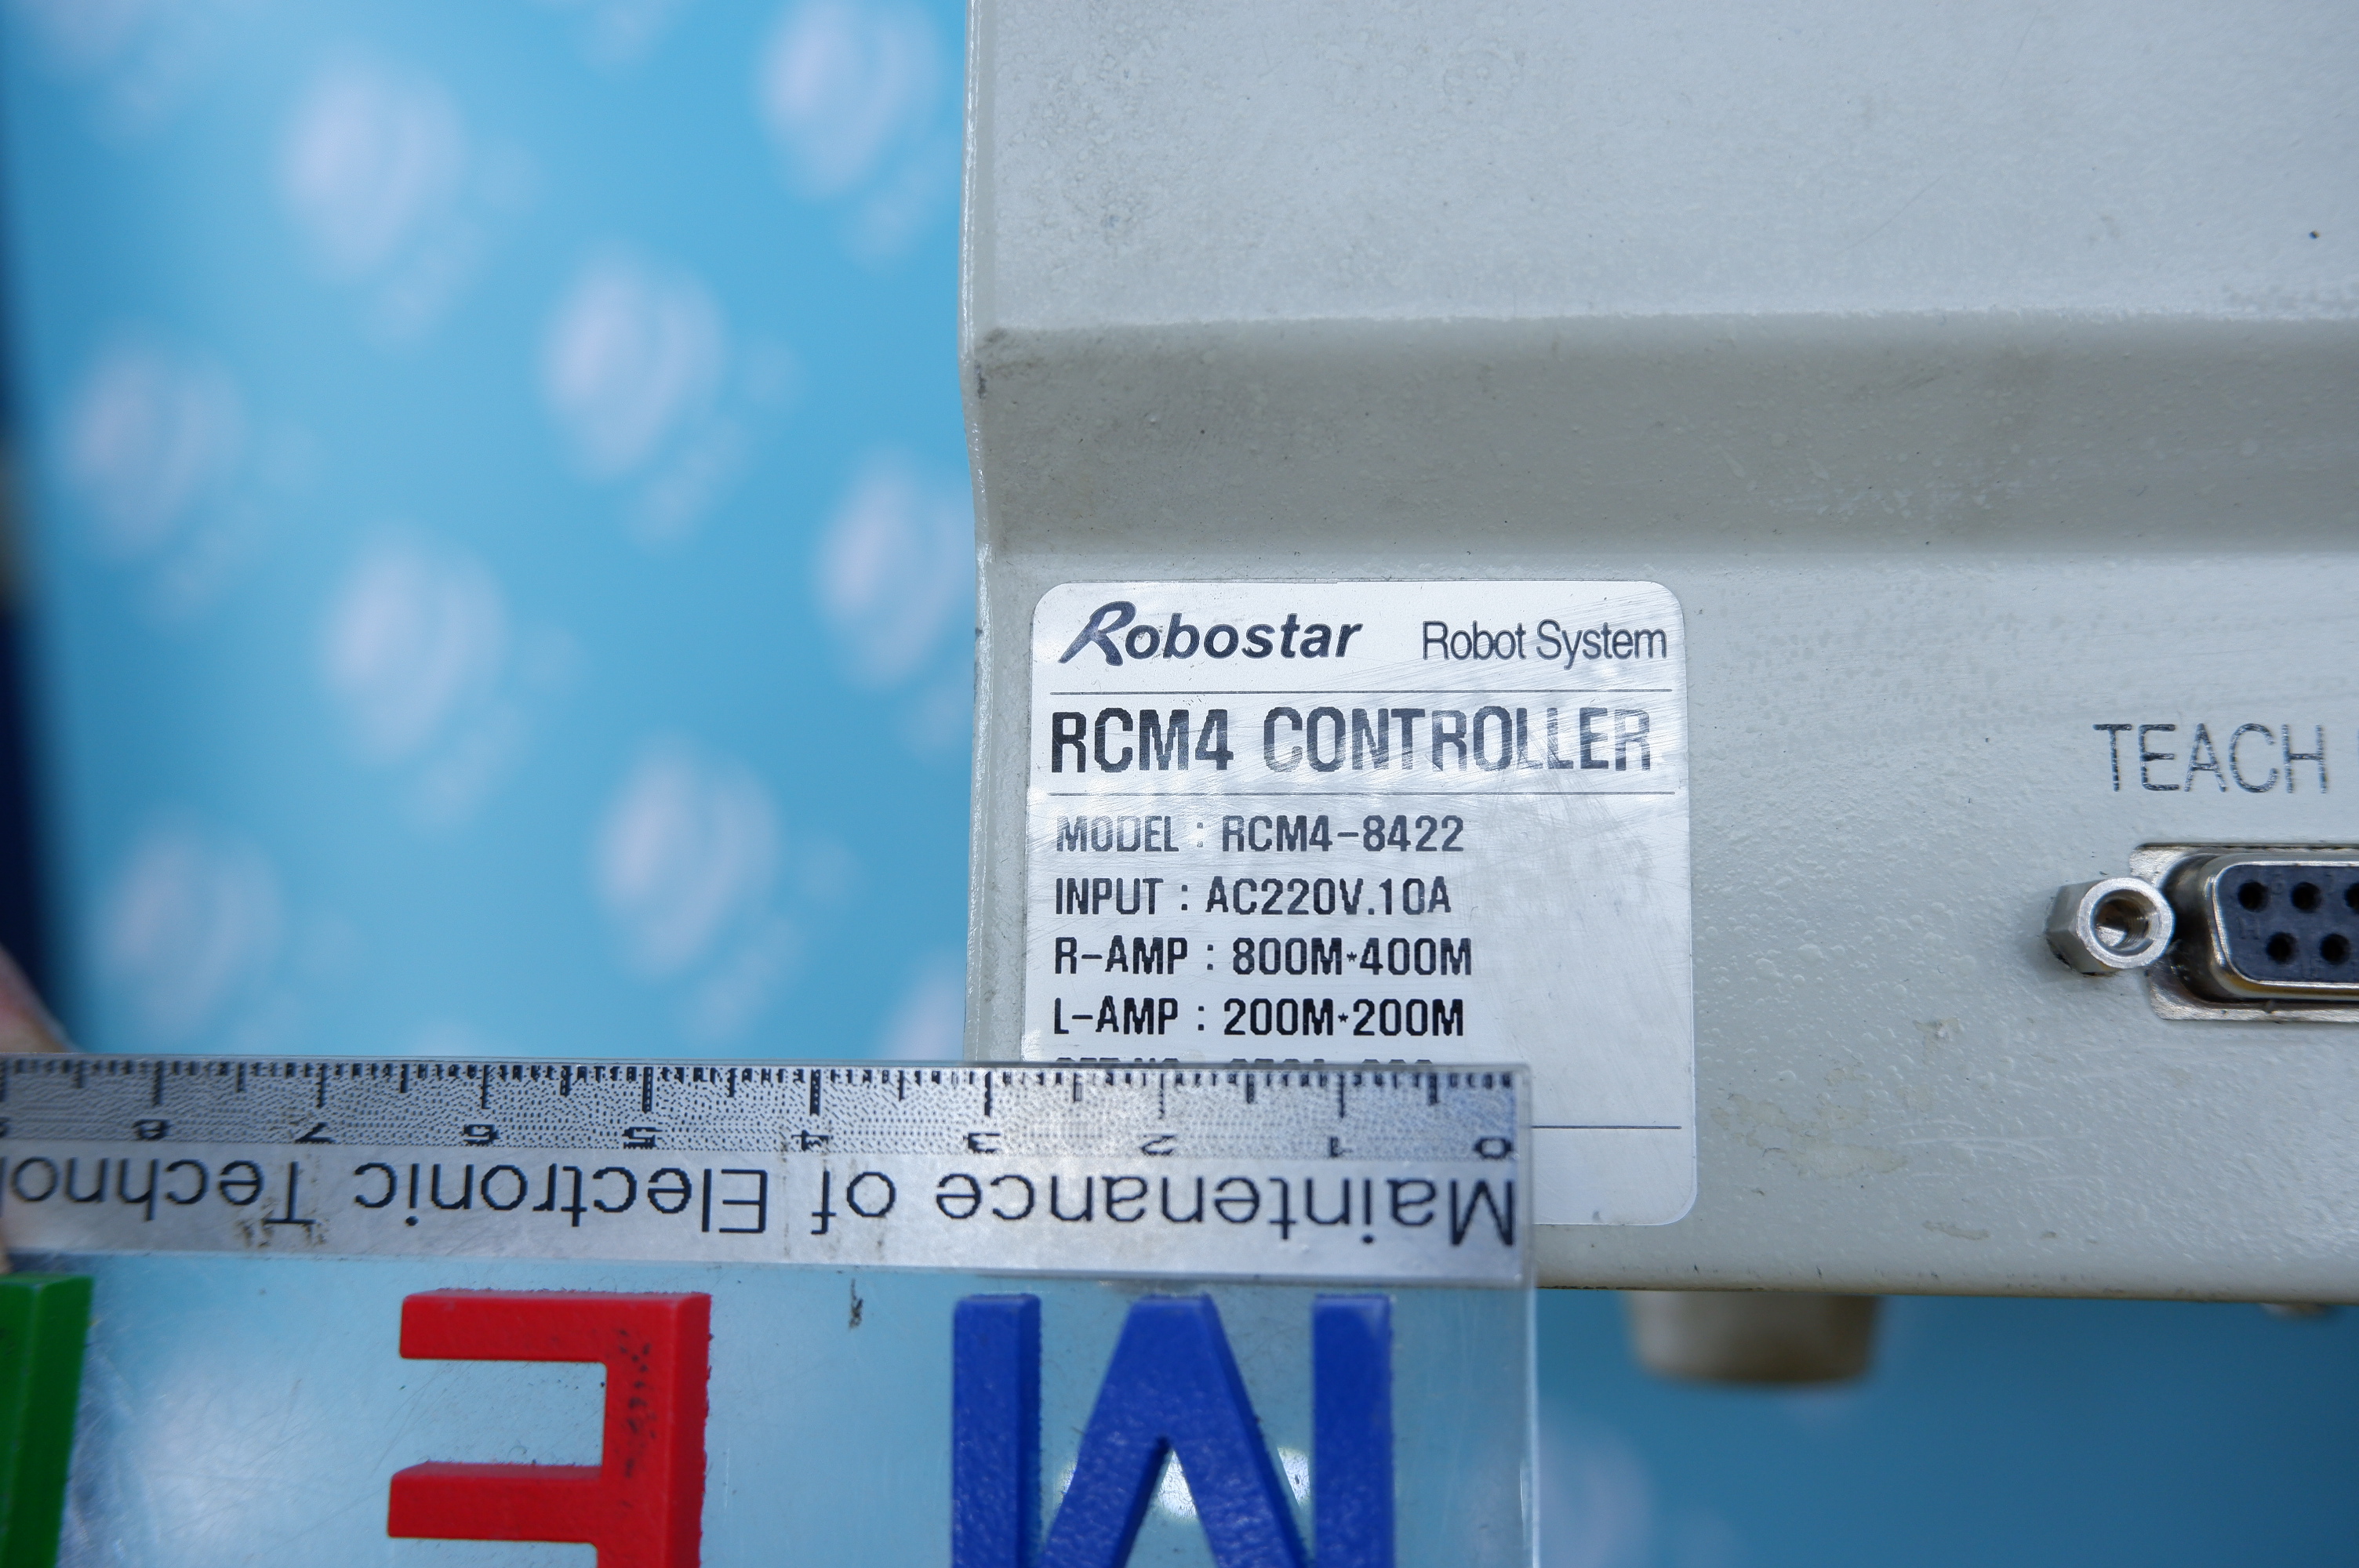 Robostar Robot System
RCM4 CONTROLLER
MODEL : RCM4-8422
INPUT : AC220V.10A
R-AMP : 800M*400M
L-AMP : 200M*200M
TEACH
0 1 2 3 4 5 6 7 8
Maintenance of Electronic
M E